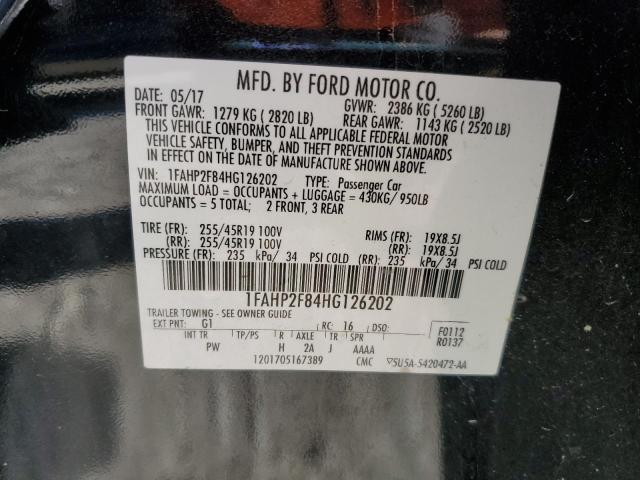 MFD. BY FORD MOTOR CO.
DATE: 05/17 GVWR: 2386 KG ( 5260 LB)
FRONT GAWR: 1279 KG ( 2820 LB) REAR GAWR: 1143 KG ( 2520 LB)
THIS VEHICLE CONFORMS TO ALL APPLICABLE FEDERAL MOTOR
VEHICLE SAFETY, BUMPER, AND THEFT PREVENTION STANDARDS
IN EFFECT ON THE DATE OF MANUFACTURE SHOWN ABOVE.
VIN: 1FAHP2F84HG126202 TYPE: Passenger Car
MAXIMUM LOAD = OCCUPANTS + LUGGAGE = 430KG/ 950LB
OCCUPANTS = 5 TOTAL; 2 FRONT, 3 REAR
TIRE (FR): 255/45R19 100V RIMS (FR): 19X8.5J
(RR): 255/45R19 100V (RR): 19X8.5J
PRESSURE (FR): 235 kPa/ 34 PSI COLD (RR): 235 kPa/34 PSI COLD
1FAHP2F84HG126202
TRAILER TOWING - SEE OWNER GUIDE
EXT PNT: G1 RC: 16 DSO: F0112
R0137
INT TR TP/PS R AXLE TR SPR
PW H 2A J AAAA
1201705167389 CMC 5U5A-5420472-AA